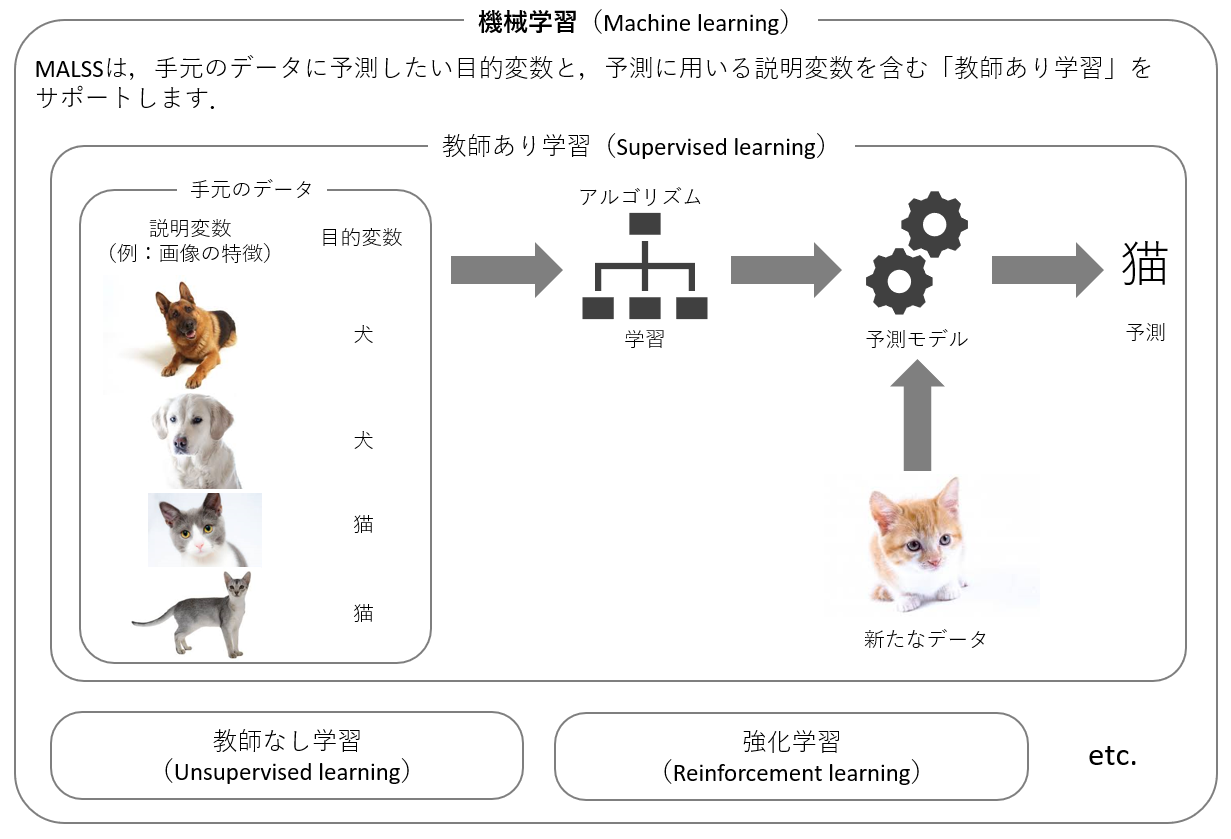 機械学習（Machine learning）
MALSSは，手元のデータに予測したい目的変数と，予測に用いる説明変数を含む「教師あり学習」を
サポートします．
教師あり学習（Supervised learning）
手元のデータ
説明変数
（例：画像の特徴）
目的変数
犬
犬
猫
猫
アルゴリズム
学習
予測モデル
猫
予測
新たなデータ
教師なし学習
（Unsupervised learning）
強化学習
（Reinforcement learning）
etc.